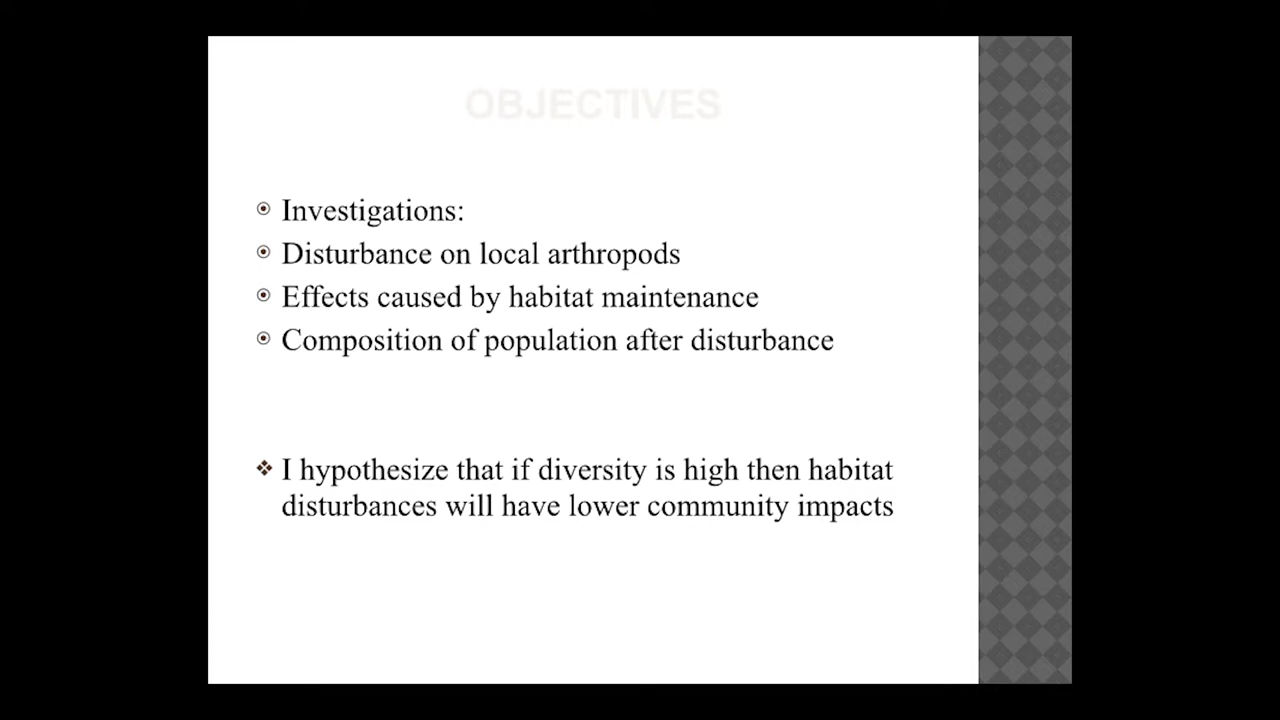 OBJECTIVES
Investigations:
Disturbance on local arthropods
Effects caused by habitat maintenance
Composition of population after disturbance
I hypothesize that if diversity is high then habitat
disturbances will have lower community impacts